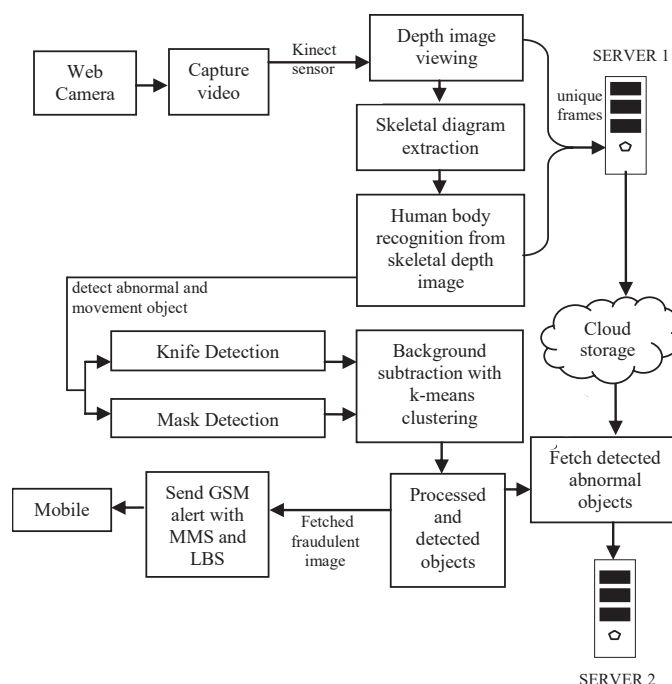 Web
Camera
Capture
video
Kinect
sensor
Depth image
viewing
SERVER 1
unique
frames
Skeletal diagram
extraction
Human body
recognition from
skeletal depth
image
detect abnormal and
movement object
Knife Detection
Mask Detection
Background
subtraction with
k-means
clustering
Cloud
storage
Fetch detected
abnormal
objects
Processed
and
detected
objects
Fetched
fraudulent
image
Send GSM
alert with
MMS and
LBS
Mobile
SERVER 2